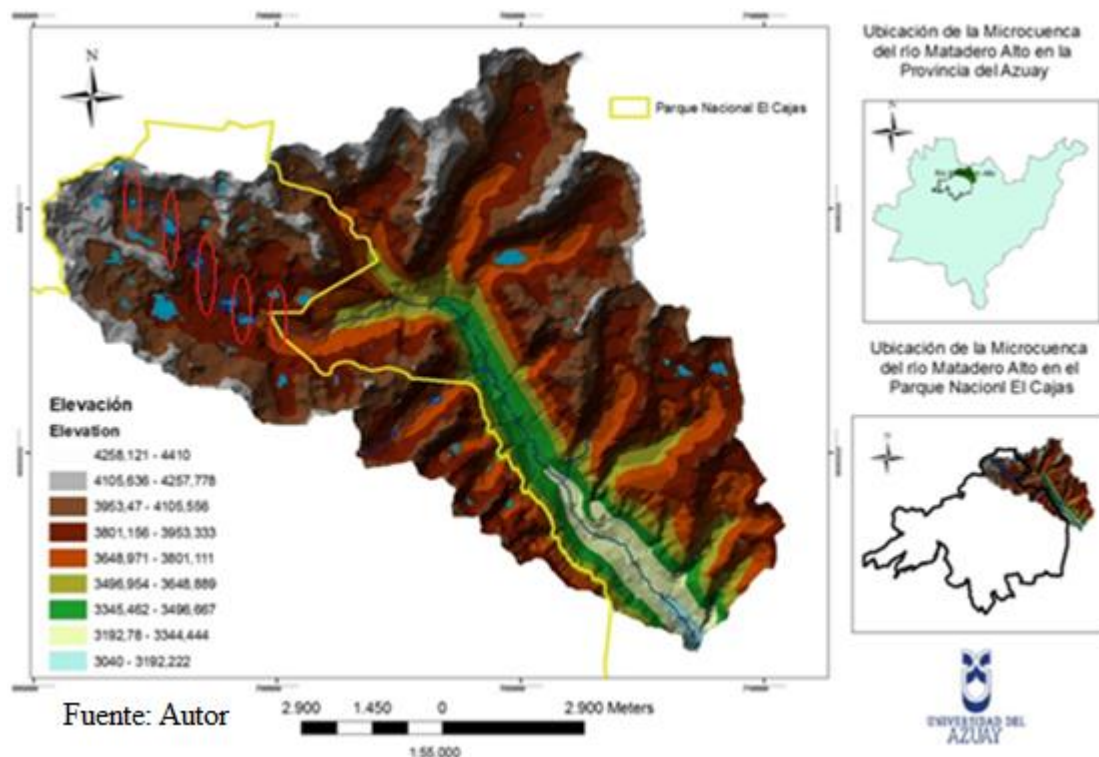 Ubicación de la Microcuenca
del río Matadero Alto en la
Provincia del Azuay
N
Parque Nacional El Cajas
N
Ubicación de la Microcuenca
del río Matadero Alto en el
Parque Nacionl El Cajas
Elevación
Elevation
4258,121 - 4410
4105,636 - 4257,778
3953,47 - 4105,556
3801,156 - 3953,333
3648,971 - 3801,111
3496,954 - 3648,889
3345,462 - 3496,667
3192,78 - 3344,444
3040 - 3192,222
Fuente: Autor
2.900 1.450 0 2.900 Meters
1:55.000
UNIVERSIDAD DEL
AZUAY